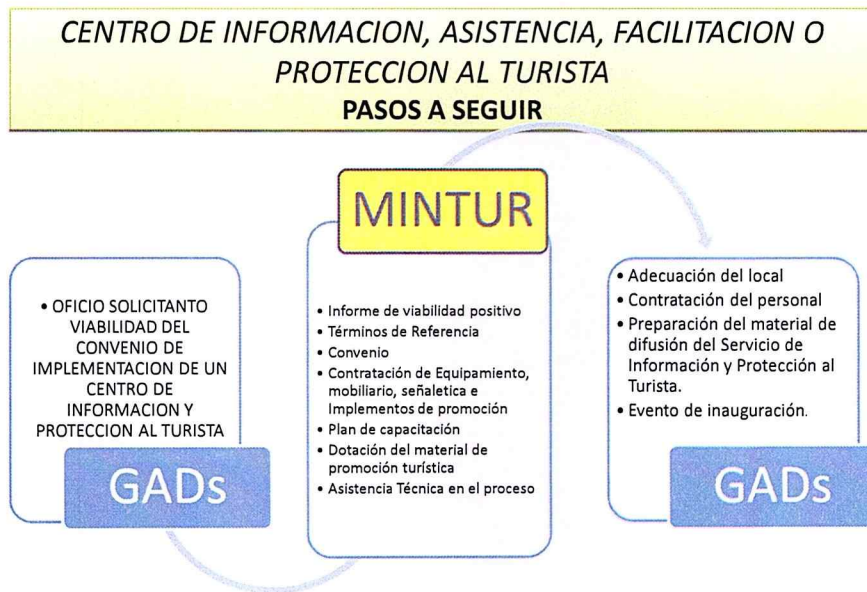 CENTRO DE INFORMACION, ASISTENCIA, FACILITACION O
PROTECCION AL TURISTA
PASOS A SEGUIR
• OFICIO SOLICITANTO
VIABILIDAD DEL
CONVENIO DE
IMPLEMENTACION DE UN
CENTRO DE
INFORMACION Y
PROTECCION AL TURISTA
GADs
MINTUR
• Informe de viabilidad positivo
• Términos de Referencia
• Convenio
• Contratación de Equipamiento,
mobiliario, señaletica e
Implementos de promoción
• Plan de capacitación
• Dotación del material de
promoción turística
• Asistencia Técnica en el proceso
• Adecuación del local
• Contratación del personal
• Preparación del material de
difusión del Servicio de
Información y Protección al
Turista.
• Evento de inauguración.
GADs